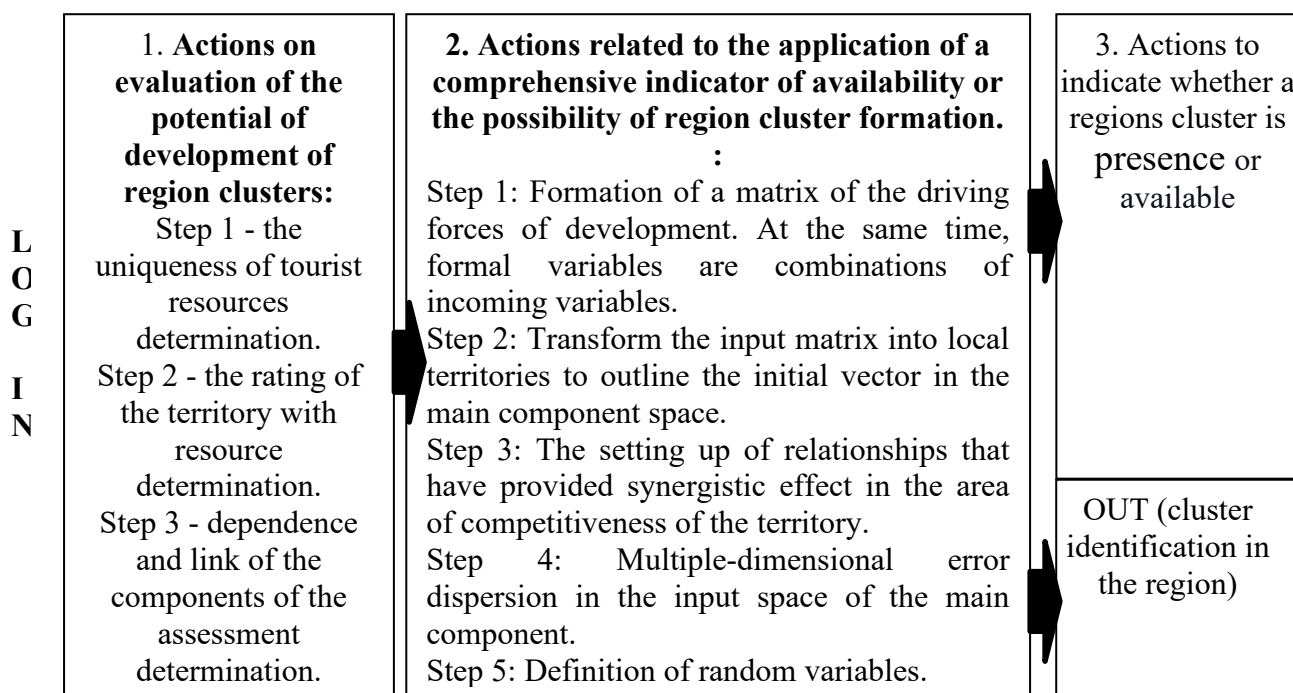 L
O
G
I
N
1. Actions on
evaluation of the
potential of
development of
region clusters:
Step 1 - the
uniqueness of tourist
resources
determination.
Step 2 - the rating of
the territory with
resource
determination.
Step 3 - dependence
and link of the
components of the
assessment
determination.
2. Actions related to the application of a
comprehensive indicator of availability or
the possibility of region cluster formation.
:
Step 1: Formation of a matrix of the driving
forces of development. At the same time,
formal variables are combinations of
incoming variables.
Step 2: Transform the input matrix into local
territories to outline the initial vector in the
main component space.
Step 3: The setting up of relationships that
have provided synergistic effect in the area
of competitiveness of the territory.
Step 4: Multiple-dimensional error
dispersion in the input space of the main
component.
Step 5: Definition of random variables.
3. Actions to
indicate whether a
regions cluster is
presence or
available
OUT (cluster
identification in
the region)